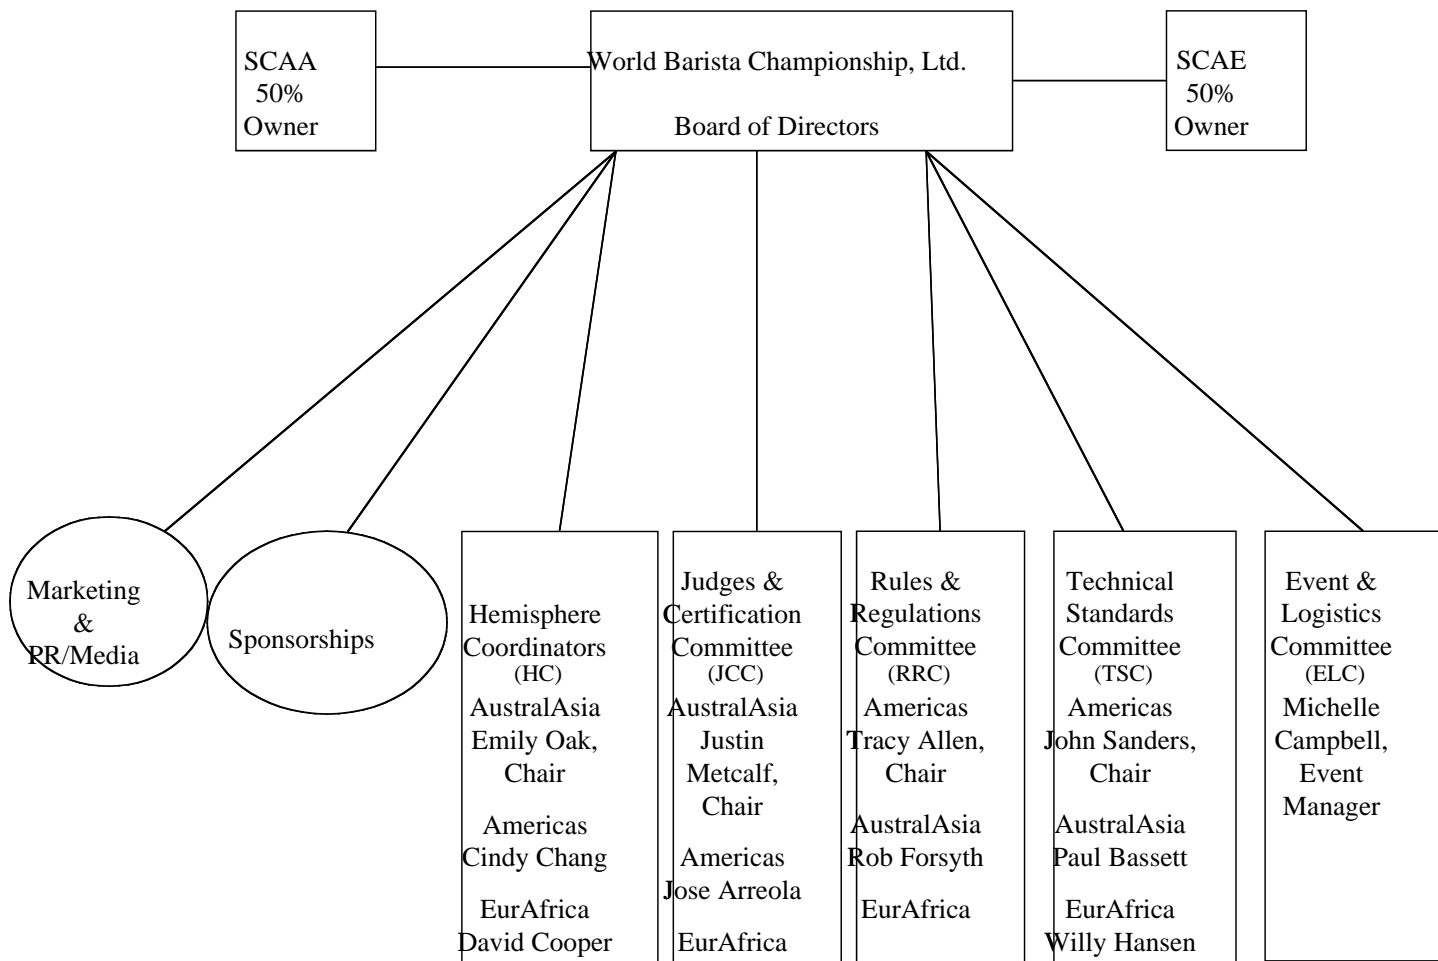 SCAA
50%
Owner
World Barista Championship, Ltd.
Board of Directors
SCAE
50%
Owner
Marketing
&
PR/Media
Sponsorships
Hemisphere
Coordinators
(HC)
AustralAsia
Emily Oak,
Chair
Americas
Cindy Chang
EurAfrica
David Cooper
Judges &
Certification
Committee
(JCC)
AustralAsia
Justin
Metcalf,
Chair
Americas
Jose Arreola
EurAfrica
Rules &
Regulations
Committee
(RRC)
Americas
Tracy Allen,
Chair
AustralAsia
Rob Forsyth
EurAfrica
Technical
Standards
Committee
(TSC)
Americas
John Sanders,
Chair
AustralAsia
Paul Bassett
EurAfrica
Willy Hansen
Event &
Logistics
Committee
(ELC)
Michelle
Campbell,
Event
Manager